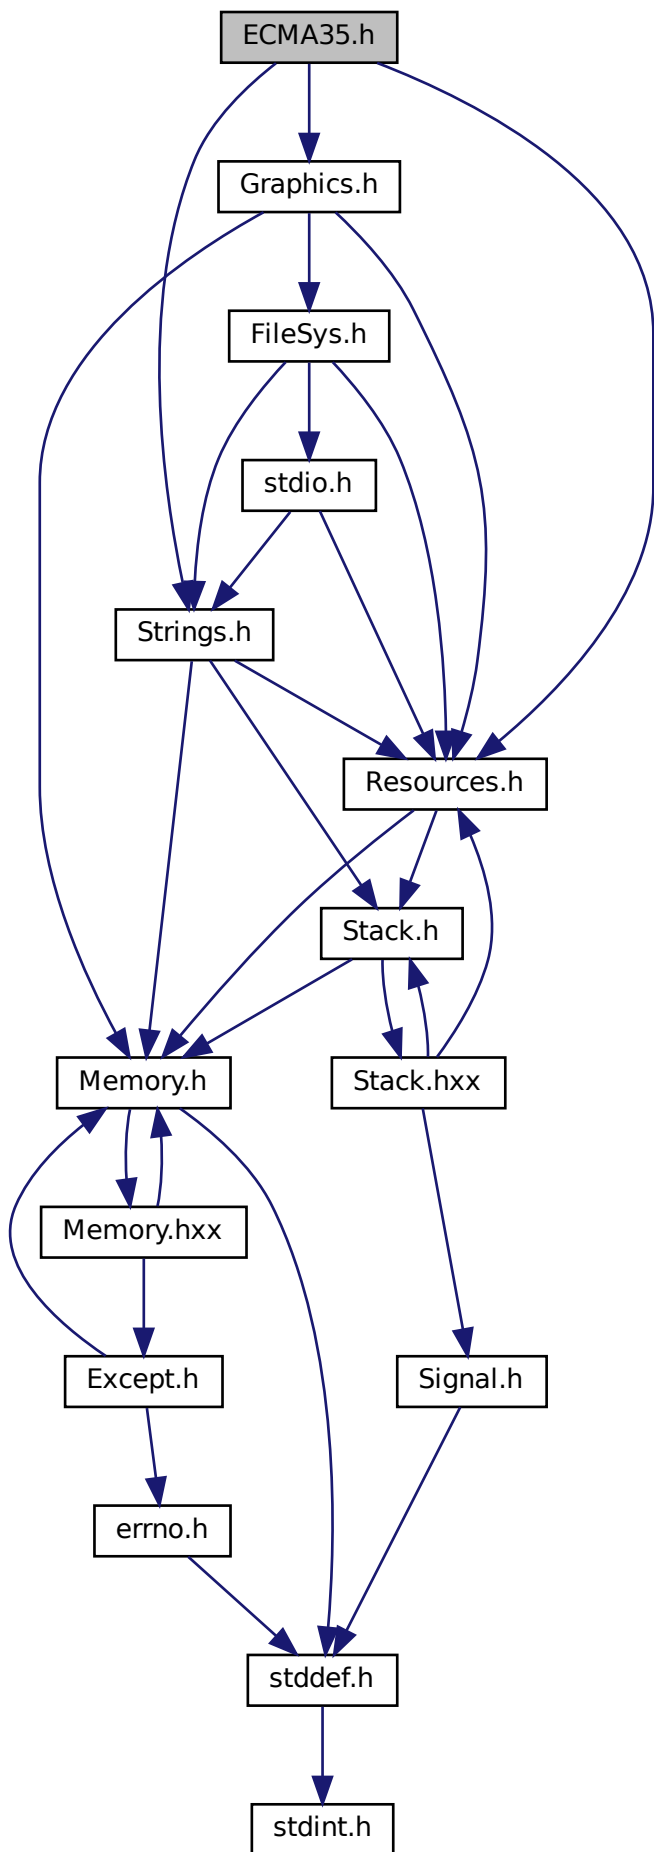 ECMA35.h
Graphics.h
FileSys.h
stdio.h
Strings.h
Resources.h
Stack.h
Memory.h
Stack.hxx
Memory.hxx
Except.h
Signal.h
errno.h
stddef.h
stdint.h